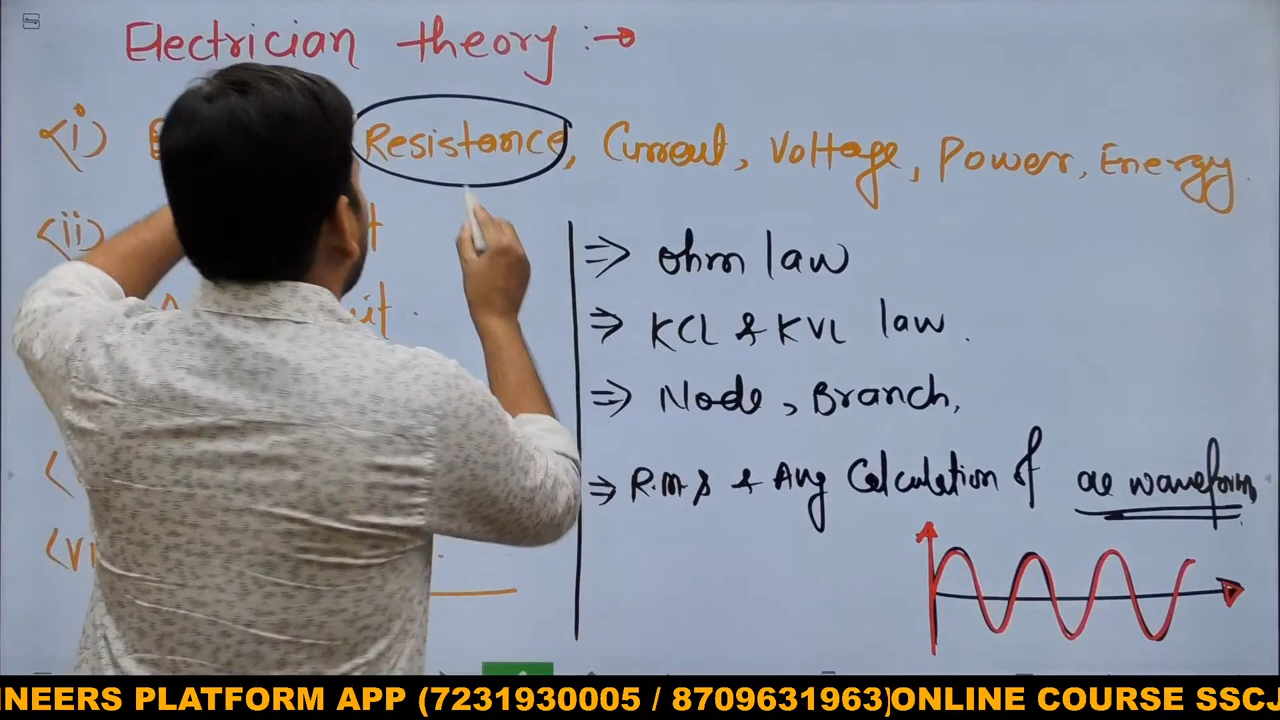 Electrician theory :→
(i) Resistance, Current, Voltage, Power, Energy.
(ii)
⇒ ohm law
⇒ KCL & KVL law.
⇒ Node, Branch,
⇒ R.M.S & Avg Calculation of ac waveform
INEERS PLATFORM APP (7231930005 / 8709631963) ONLINE COURSE SSCJ